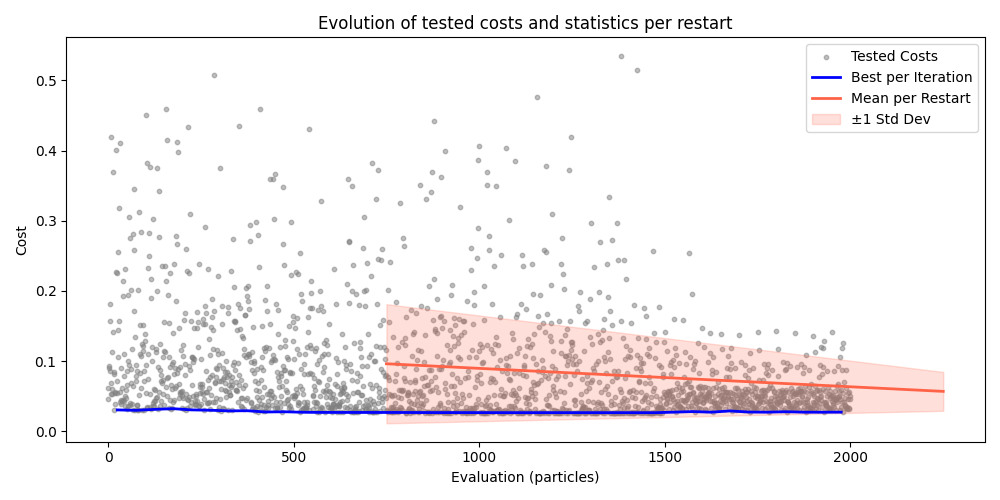 Evolution of tested costs and statistics per restart
Tested Costs
Best per Iteration
Mean per Restart
±1 Std Dev
Cost
0.5
0.4
0.3
0.2
0.1
0.0
0 500 1000 1500 2000
Evaluation (particles)